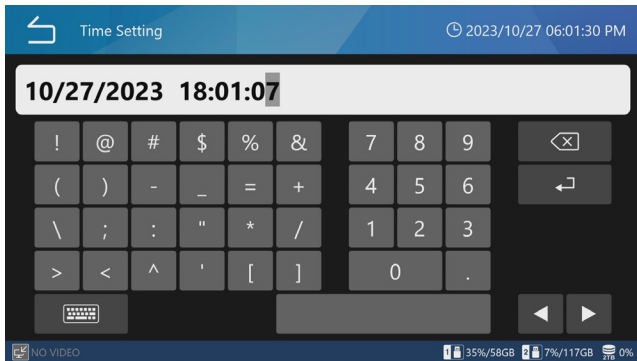 Time Setting 2023/10/27 06:01:30 PM
10/27/2023 18:01:07
! @ # $ % & 7 8 9
( ) - _ = + 4 5 6
\ ; : " * / 1 2 3
> < ^ ' [ ] 0 .
NO VIDEO 1 35%/58GB 2 7%/117GB 2TB 0%